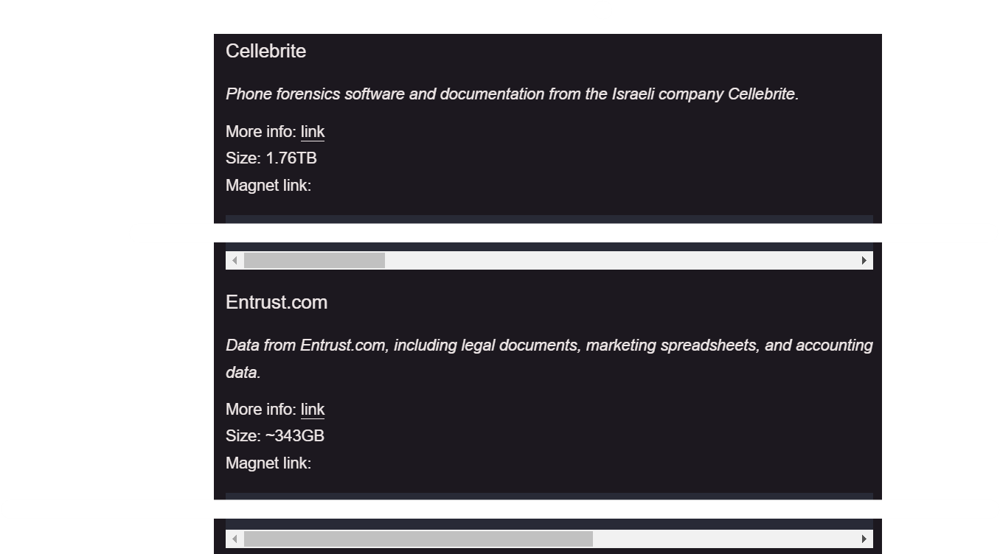 Cellebrite
Phone forensics software and documentation from the Israeli company Cellebrite.
More info: link
Size: 1.76TB
Magnet link:
Entrust.com
Data from Entrust.com, including legal documents, marketing spreadsheets, and accounting
data.
More info: link
Size: ~343GB
Magnet link: